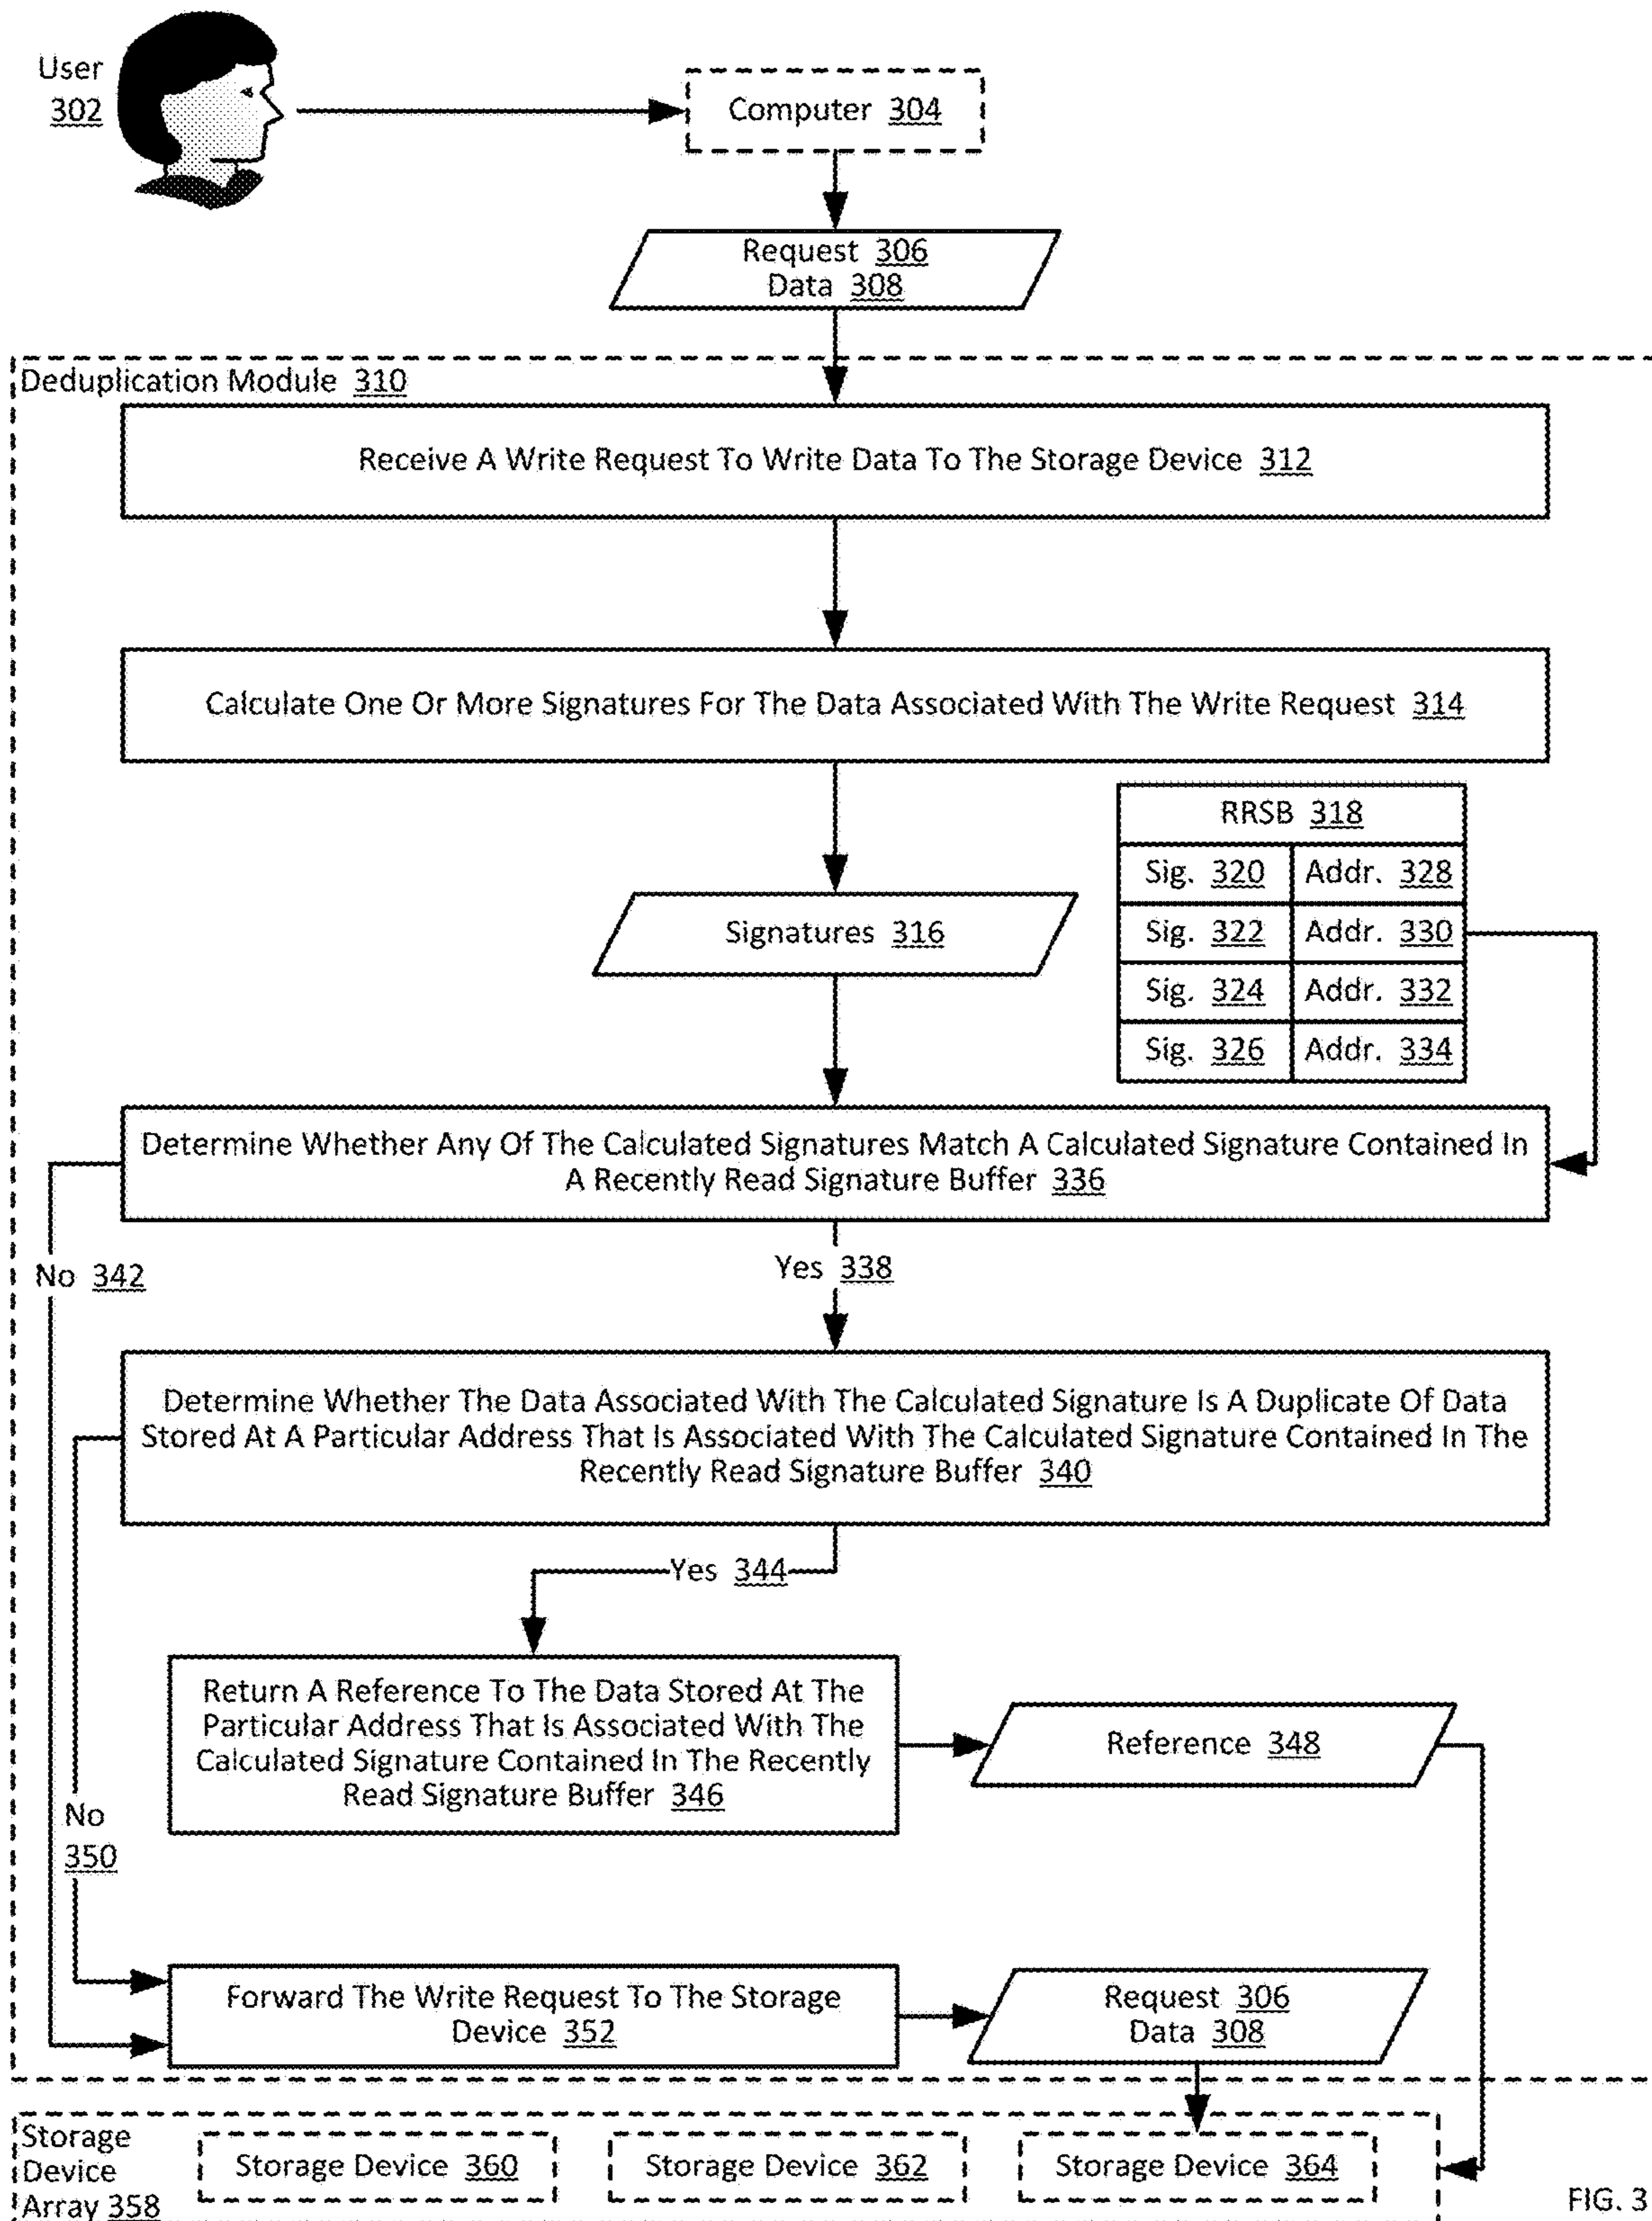 User
302
Computer 304
Request 306
Data 308
Deduplication Module 310
Receive A Write Request To Write Data To The Storage Device 312
Calculate One Or More Signatures For The Data Associated With The Write Request 314
RRSB 318
Sig. 320 Addr. 328
Signatures 316
Sig. 322 Addr. 330
Sig. 324 Addr. 332
Sig. 326 Addr. 334
Determine Whether Any Of The Calculated Signatures Match A Calculated Signature Contained In
A Recently Read Signature Buffer 336
No 342
Yes 338
Determine Whether The Data Associated With The Calculated Signature Is A Duplicate Of Data
Stored At A Particular Address That Is Associated With The Calculated Signature Contained In The
Recently Read Signature Buffer 340
Yes 344
Return A Reference To The Data Stored At The
Particular Address That Is Associated With The
Calculated Signature Contained In The Recently
Read Signature Buffer 346
Reference 348
No
350
Forward The Write Request To The Storage
Device 352
Request 306
Data 308
Storage
Device
Array 358
Storage Device 360
Storage Device 362
Storage Device 364
FIG. 3